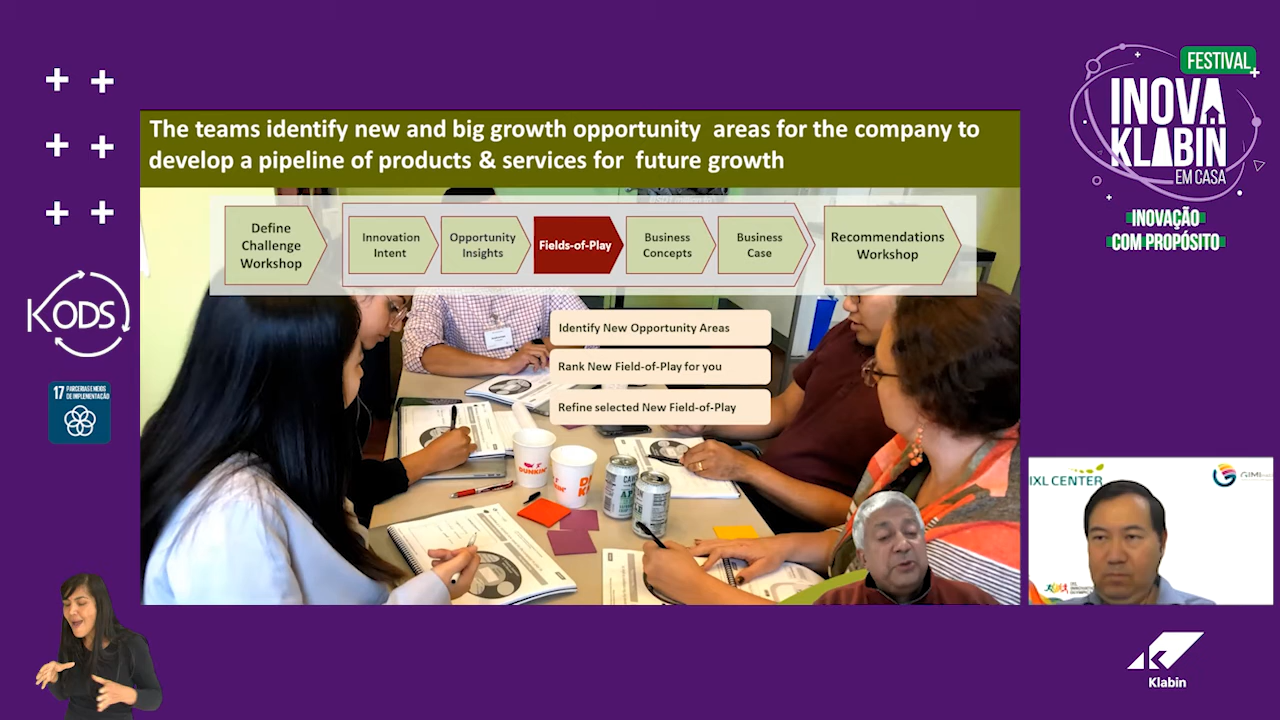 FESTIVAL
INOVA
KLABIN
EM CASA
INOVAÇÃO
COM PROPÓSITO
The teams identify new and big growth opportunity areas for the company to
develop a pipeline of products & services for future growth
Define
Challenge
Workshop
Innovation
Intent
Opportunity
Insights
Fields-of-Play
Business
Concepts
Business
Case
Recommendations
Workshop
Identify New Opportunity Areas
Rank New Field-of-Play for you
Refine selected New Field-of-Play
KODS
17 PARCERIAS E MEIOS
DE IMPLEMENTAÇÃO
DUNKIN'
IXL CENTER
GIMI
Klabin